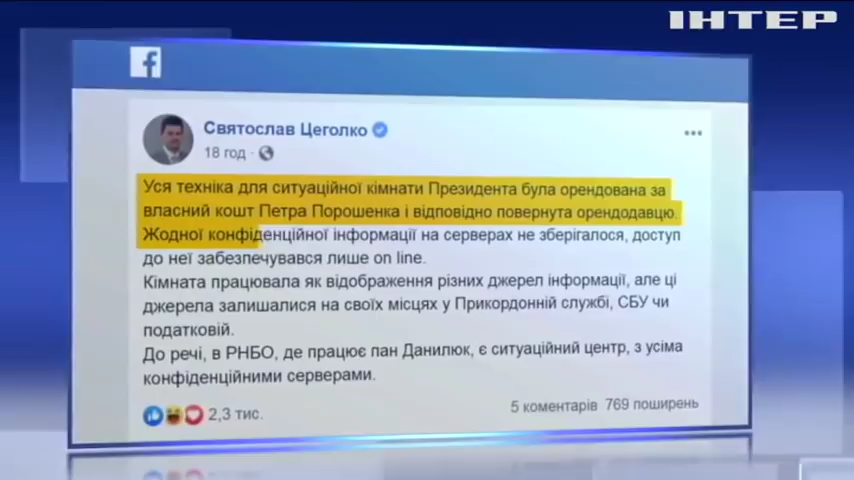 ІНТЕР
Святослав Цеголко
18 год
Уся техніка для ситуаційної кімнати Президента була орендована за
власний кошт Петра Порошенка і відповідно повернута орендодавцю.
Жодної конфіденційної інформації на серверах не зберігалося, доступ
до неї забезпечувався лише on line.
Кімната працювала як відображення різних джерел інформації, але ці
джерела залишалися на своїх місцях у Прикордонній службі, СБУ чи
податковій.
До речі, в РНБО, де працює пан Данилюк, є ситуаційний центр, з усіма
конфіденційними серверами.
2,3 тис.
5 коментарів 769 поширень